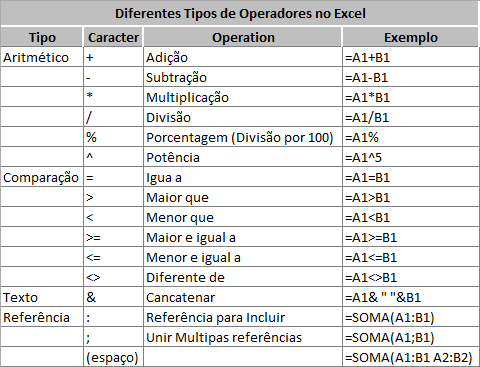 Diferentes Tipos de Operadores no Excel
Tipo Caracter Operation Exemplo
Aritmético + Adição =A1+B1
- Subtração =A1-B1
* Multiplicação =A1*B1
/ Divisão =A1/B1
% Porcentagem (Divisão por 100) =A1%
^ Potência =A1^5
Comparação = Igua a =A1=B1
> Maior que =A1>B1
< Menor que =A1<B1
>= Maior e igual a =A1>=B1
<= Menor e igual a =A1<=B1
<> Diferente de =A1<>B1
Texto & Cancatenar =A1& " "&B1
Referência : Referência para Incluir =SOMA(A1:B1)
; Unir Multipas referências =SOMA(A1;B1)
(espaço) =SOMA(A1:B1 A2:B2)